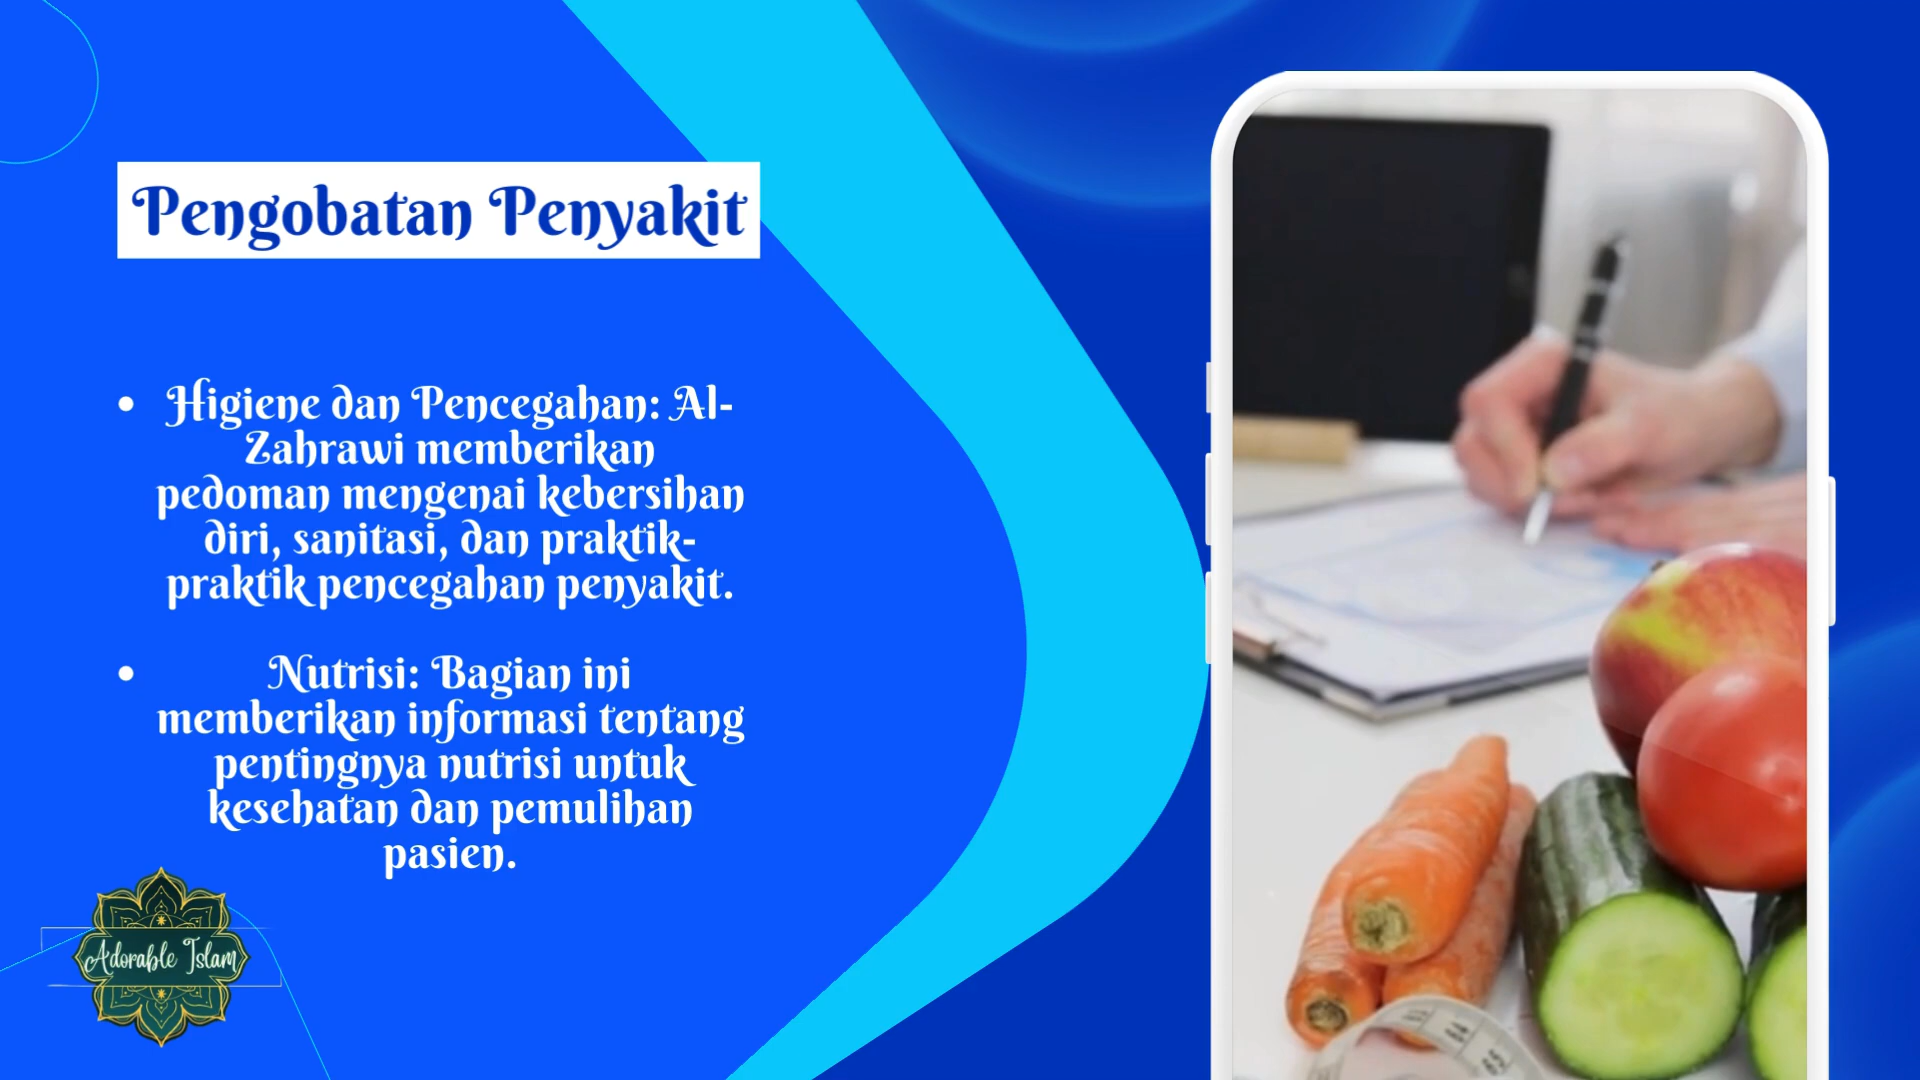 Pengobatan Penyakit
• Higiene dan Pencegahan: Al-
Zahrawi memberikan
pedoman mengenai kebersihan
diri, sanitasi, dan praktik-
praktik pencegahan penyakit.
• Nutrisi: Bagian ini
memberikan informasi tentang
pentingnya nutrisi untuk
kesehatan dan pemulihan
pasien.
Adorable Islam